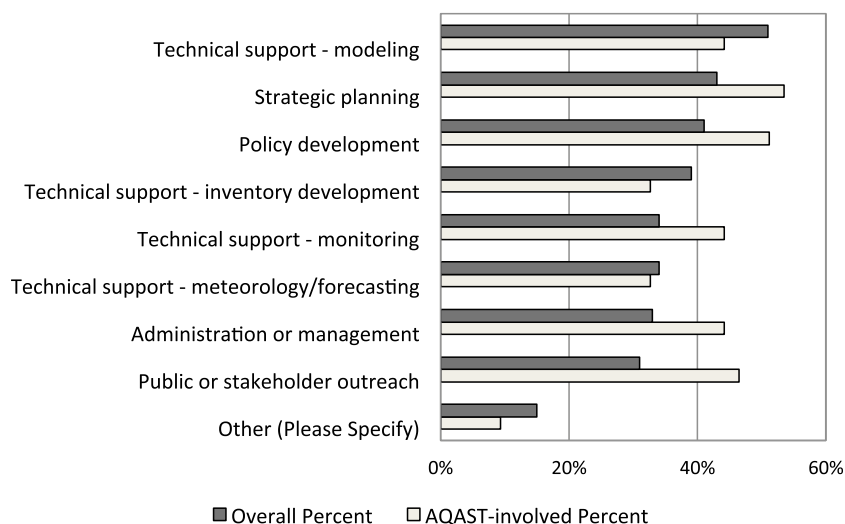 Technical support - modeling
Strategic planning
Policy development
Technical support - inventory development
Technical support - monitoring
Technical support - meteorology/forecasting
Administration or management
Public or stakeholder outreach
Other (Please Specify)
0% 20% 40% 60%
Overall Percent AQAST-involved Percent